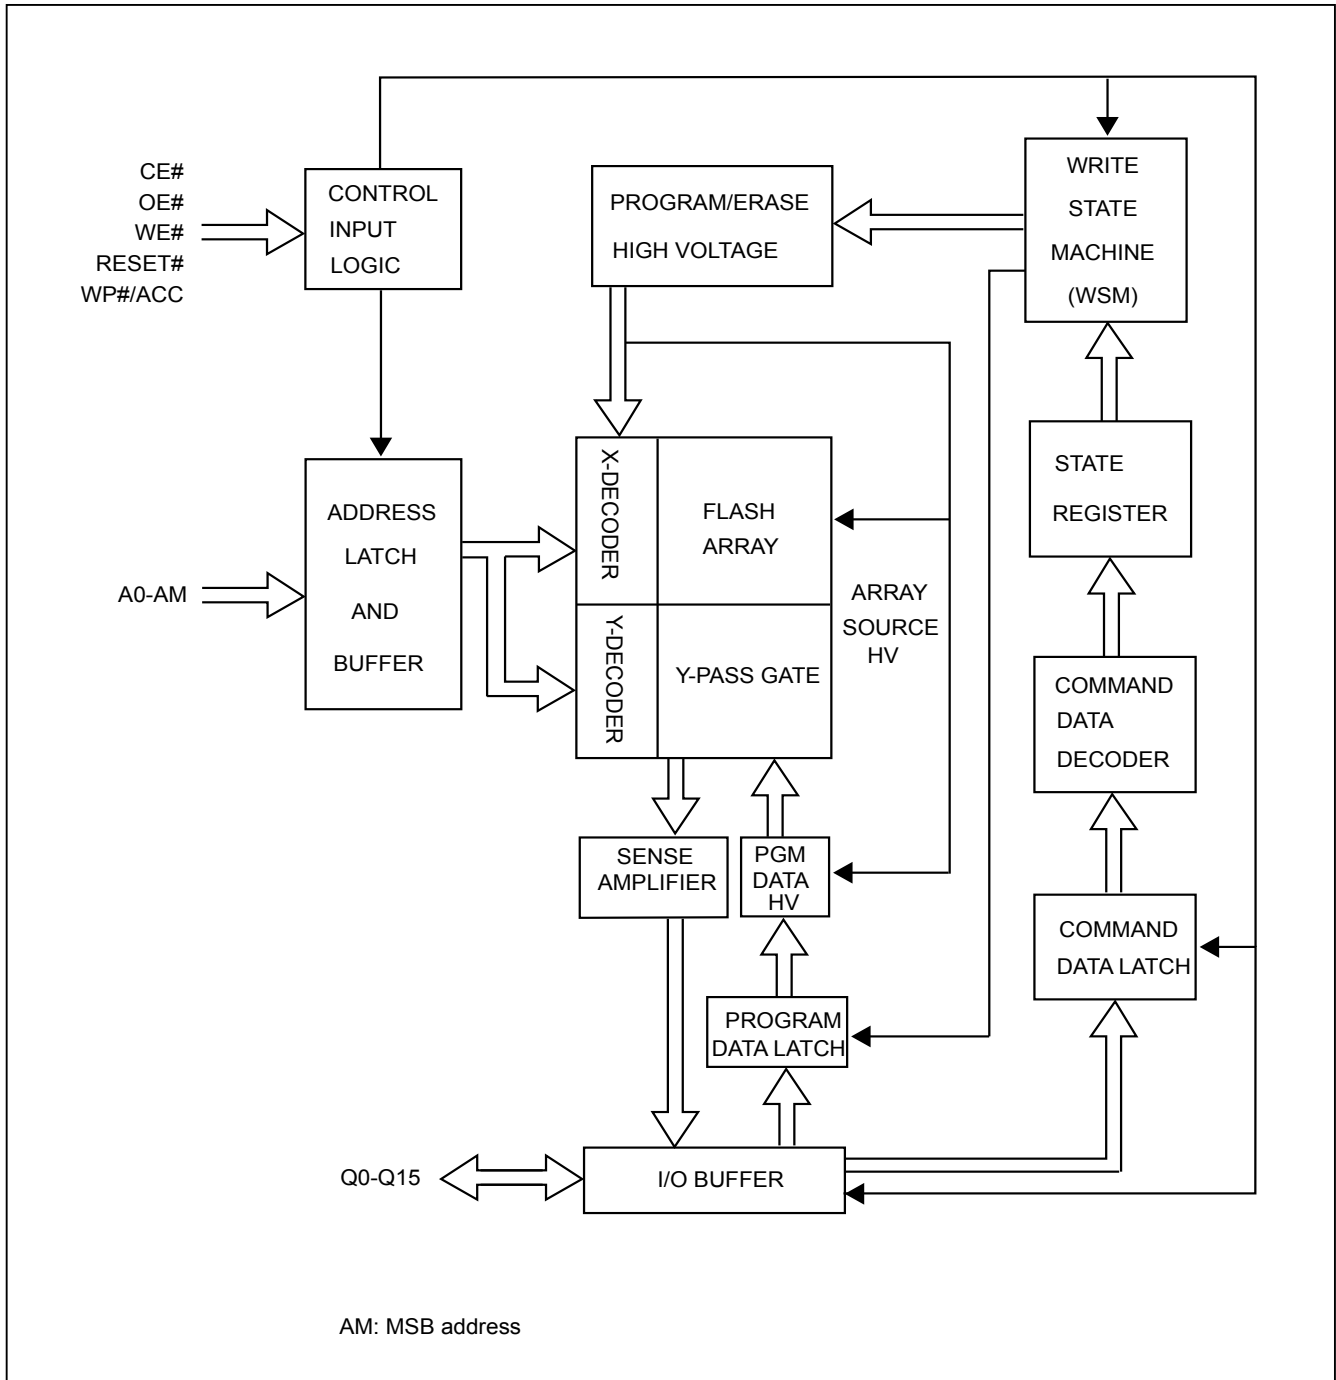 CE#
OE#
WE#
RESET#
WP#/ACC
CONTROL
INPUT
LOGIC
PROGRAM/ERASE
HIGH VOLTAGE
WRITE
STATE
MACHINE
(WSM)
A0-AM
ADDRESS
LATCH
AND
BUFFER
X-DECODER
FLASH
ARRAY
Y-DECODER
Y-PASS GATE
ARRAY
SOURCE
HV
STATE
REGISTER
COMMAND
DATA
DECODER
SENSE
AMPLIFIER
PGM
DATA
HV
COMMAND
DATA LATCH
PROGRAM
DATA LATCH
Q0-Q15
I/O BUFFER
AM: MSB address